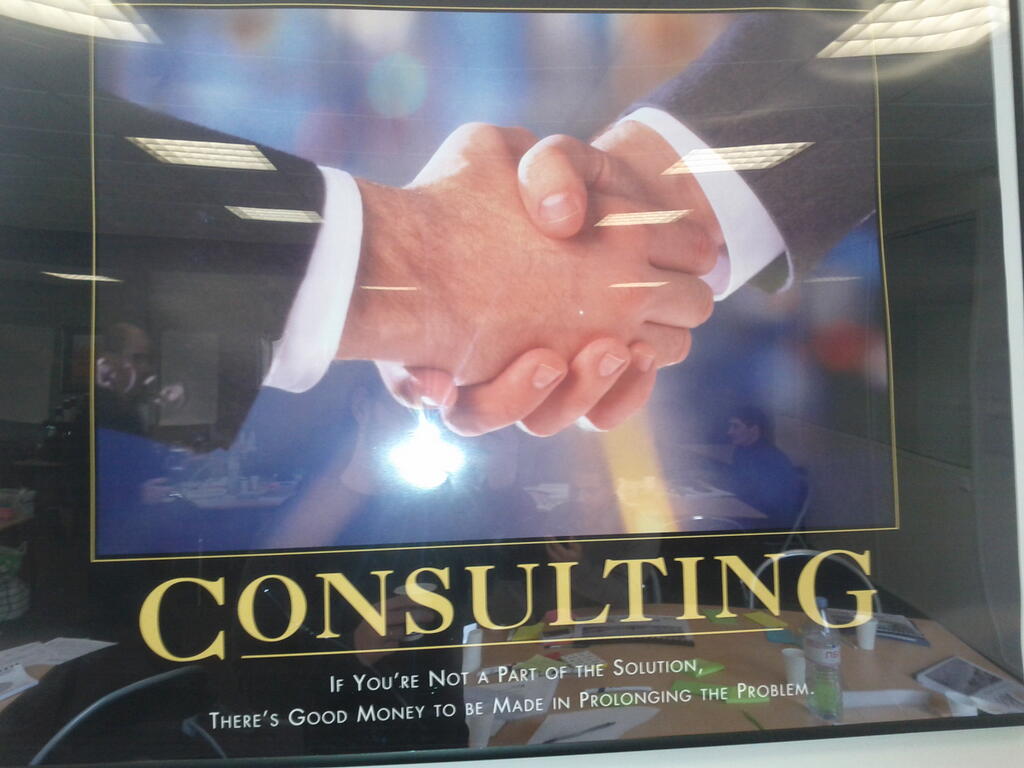 CONSULTING
IF YOU'RE NOT A PART OF THE SOLUTION,
THERE'S GOOD MONEY TO BE MADE IN PROLONGING THE PROBLEM.